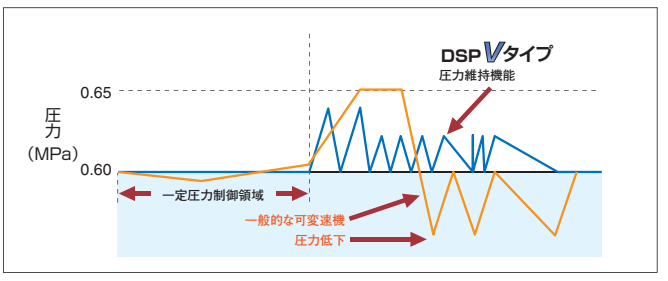 DSP Vタイプ
圧力維持機能
0.65
圧力
(MPa)
0.60
一定圧力制御領域
一般的な可変速機
圧力低下